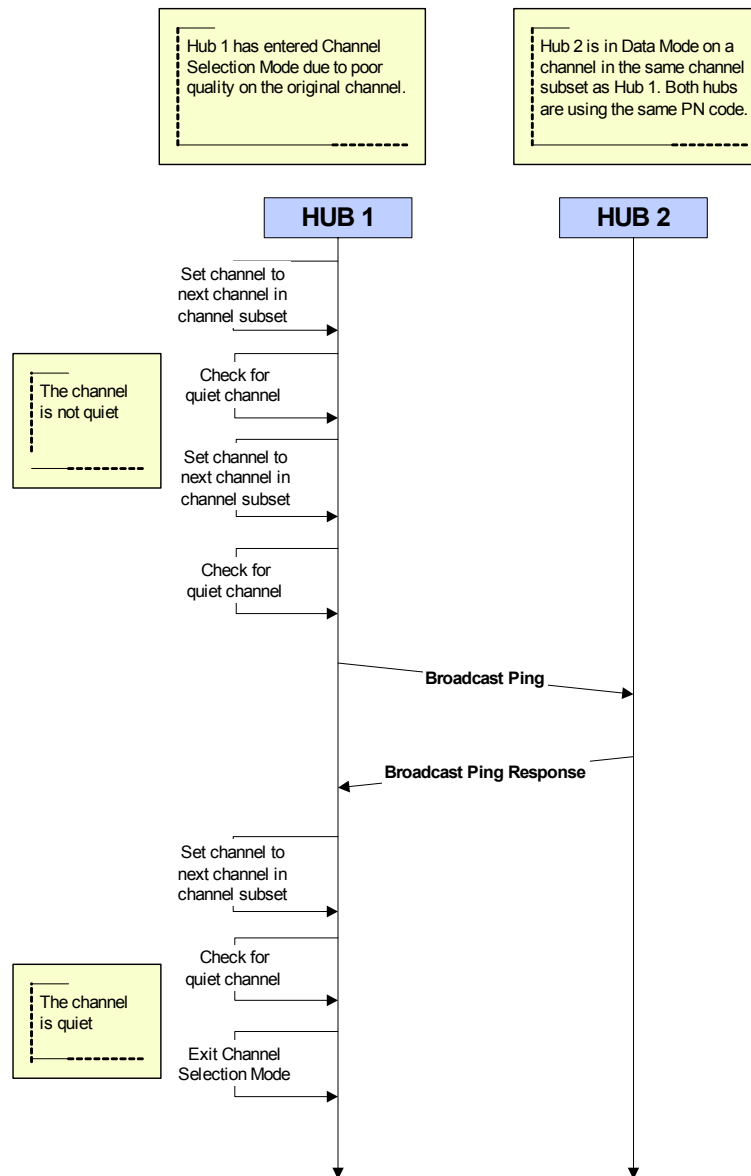 Hub 1 has entered Channel
Selection Mode due to poor
quality on the original channel.
Hub 2 is in Data Mode on a
channel in the same channel
subset as Hub 1. Both hubs
are using the same PN code.
HUB 1
HUB 2
Set channel to
next channel in
channel subset
The channel
is not quiet
Check for
quiet channel
Set channel to
next channel in
channel subset
Check for
quiet channel
Broadcast Ping
Broadcast Ping Response
Set channel to
next channel in
channel subset
Check for
quiet channel
The channel
is quiet
Exit Channel
Selection Mode